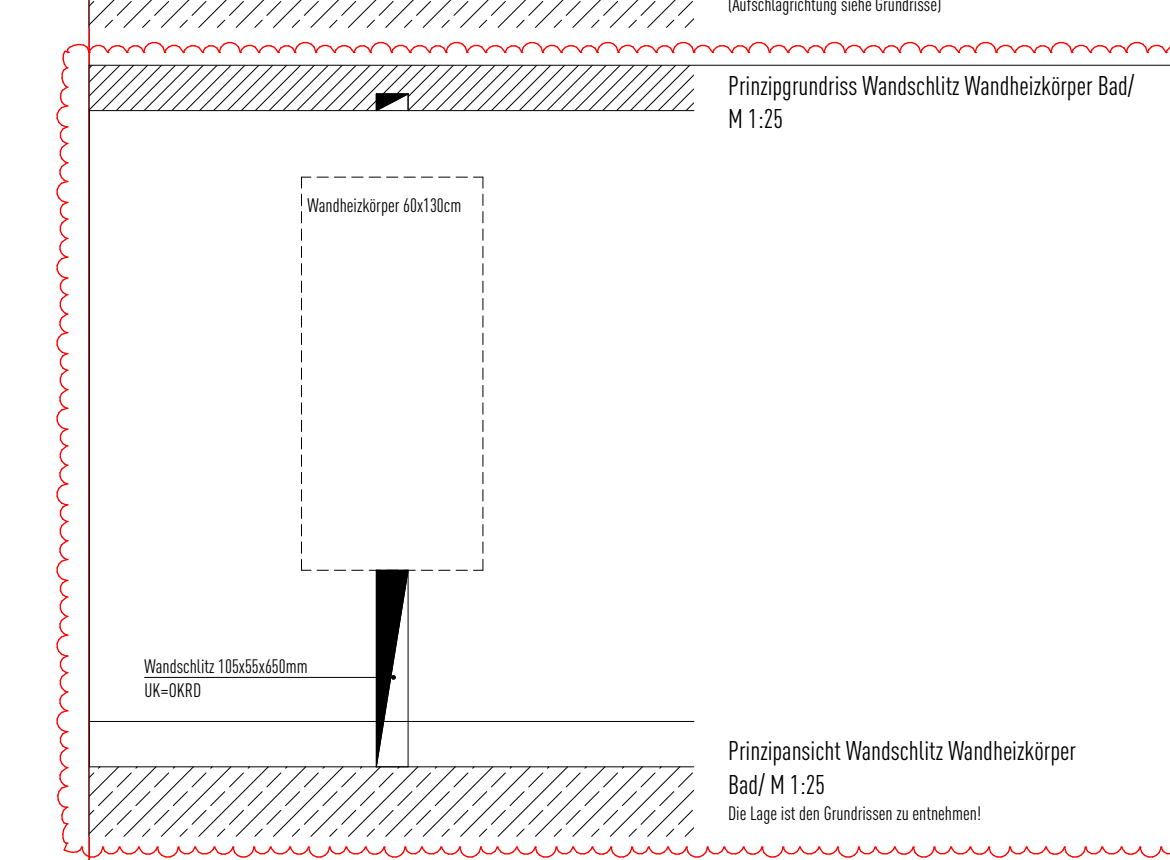 (Aufschlagrichtung siehe Grundrisse)
Prinzipgrundriss Wandschlitz Wandheizkörper Bad/
M 1:25
Wandheizkörper 60x130cm
Wandschlitz 105x55x650mm
UK=OKRD
Prinzipansicht Wandschlitz Wandheizkörper
Bad/ M 1:25
Die Lage ist den Grundrissen zu entnehmen!